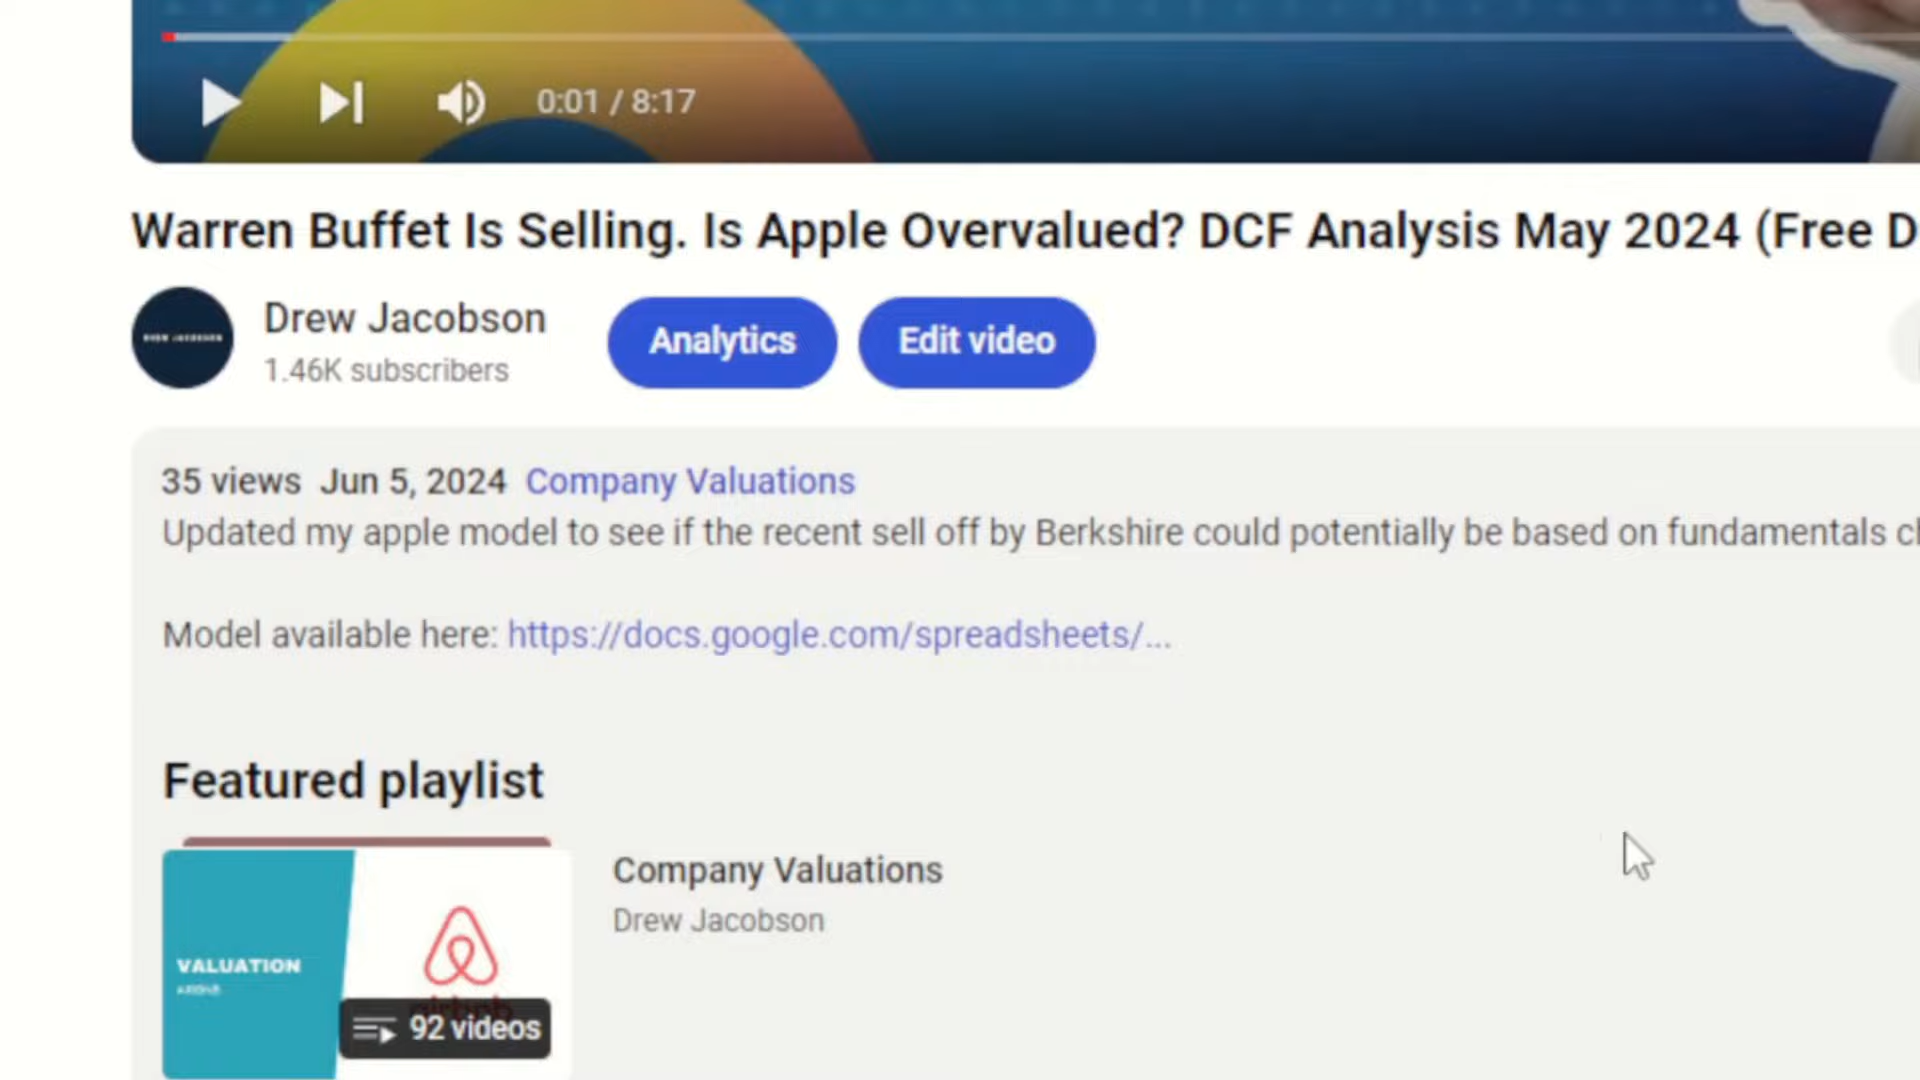 0:01 / 8:17
Warren Buffet Is Selling. Is Apple Overvalued? DCF Analysis May 2024 (Free D
Drew Jacobson
1.46K subscribers
Analytics
Edit video
35 views Jun 5, 2024 Company Valuations
Updated my apple model to see if the recent sell off by Berkshire could potentially be based on fundamentals c
Model available here: https://docs.google.com/spreadsheets/...
Featured playlist
Company Valuations
Drew Jacobson
VALUATION
92 videos